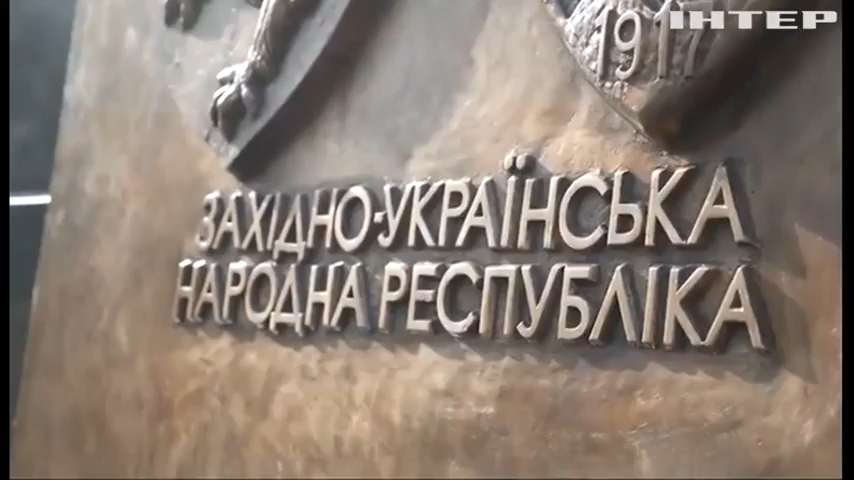 ІНТЕР
1917
ЗАХІДНО-УКРАЇНСЬКА
НАРОДНА РЕСПУБЛІКА